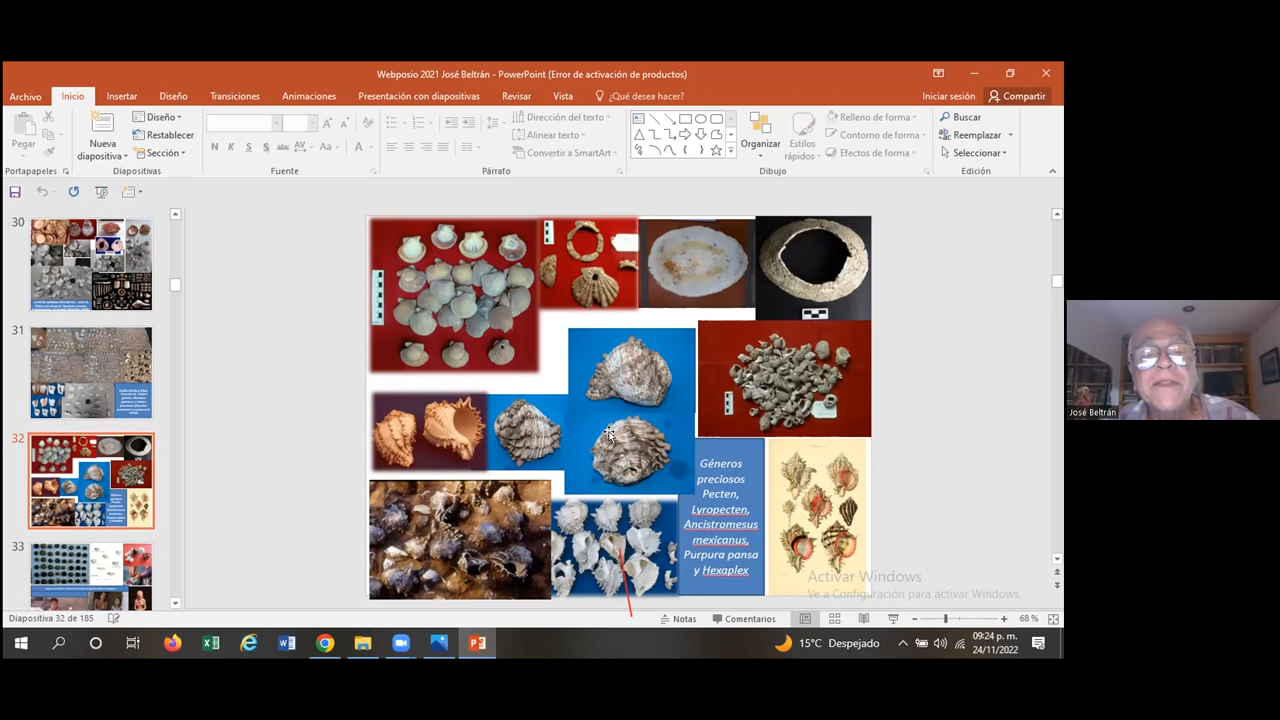 Webposio 2021 José Beltrán - PowerPoint (Error de activación de productos)
Archivo Inicio Insertar Diseño Transiciones Animaciones Presentación con diapositivas Revisar Vista ¿Qué desea hacer? Iniciar sesión Compartir
Pegar
Nueva diapositiva
Diseño
Restablecer
Sección
N K S S abc AV Aa A
Dirección del texto
Alinear texto
Convertir a SmartArt
Organizar
Estilos rápidos
Relleno de forma
Contorno de forma
Efectos de forma
Buscar
Reemplazar
Seleccionar
Portapapeles Diapositivas Fuente Párrafo Dibujo Edición
30
31
32
33
Géneros
preciosos
Pecten,
Lyropecten,
Ancistromesus
mexicanus,
Purpura pansa
y Hexaplex
Activar Windows
Ve a Configuración para activar Windows.
José Beltrán
Diapositiva 32 de 185 Notas Comentarios 68 %
15°C Despejado
09:24 p. m.
24/11/2022